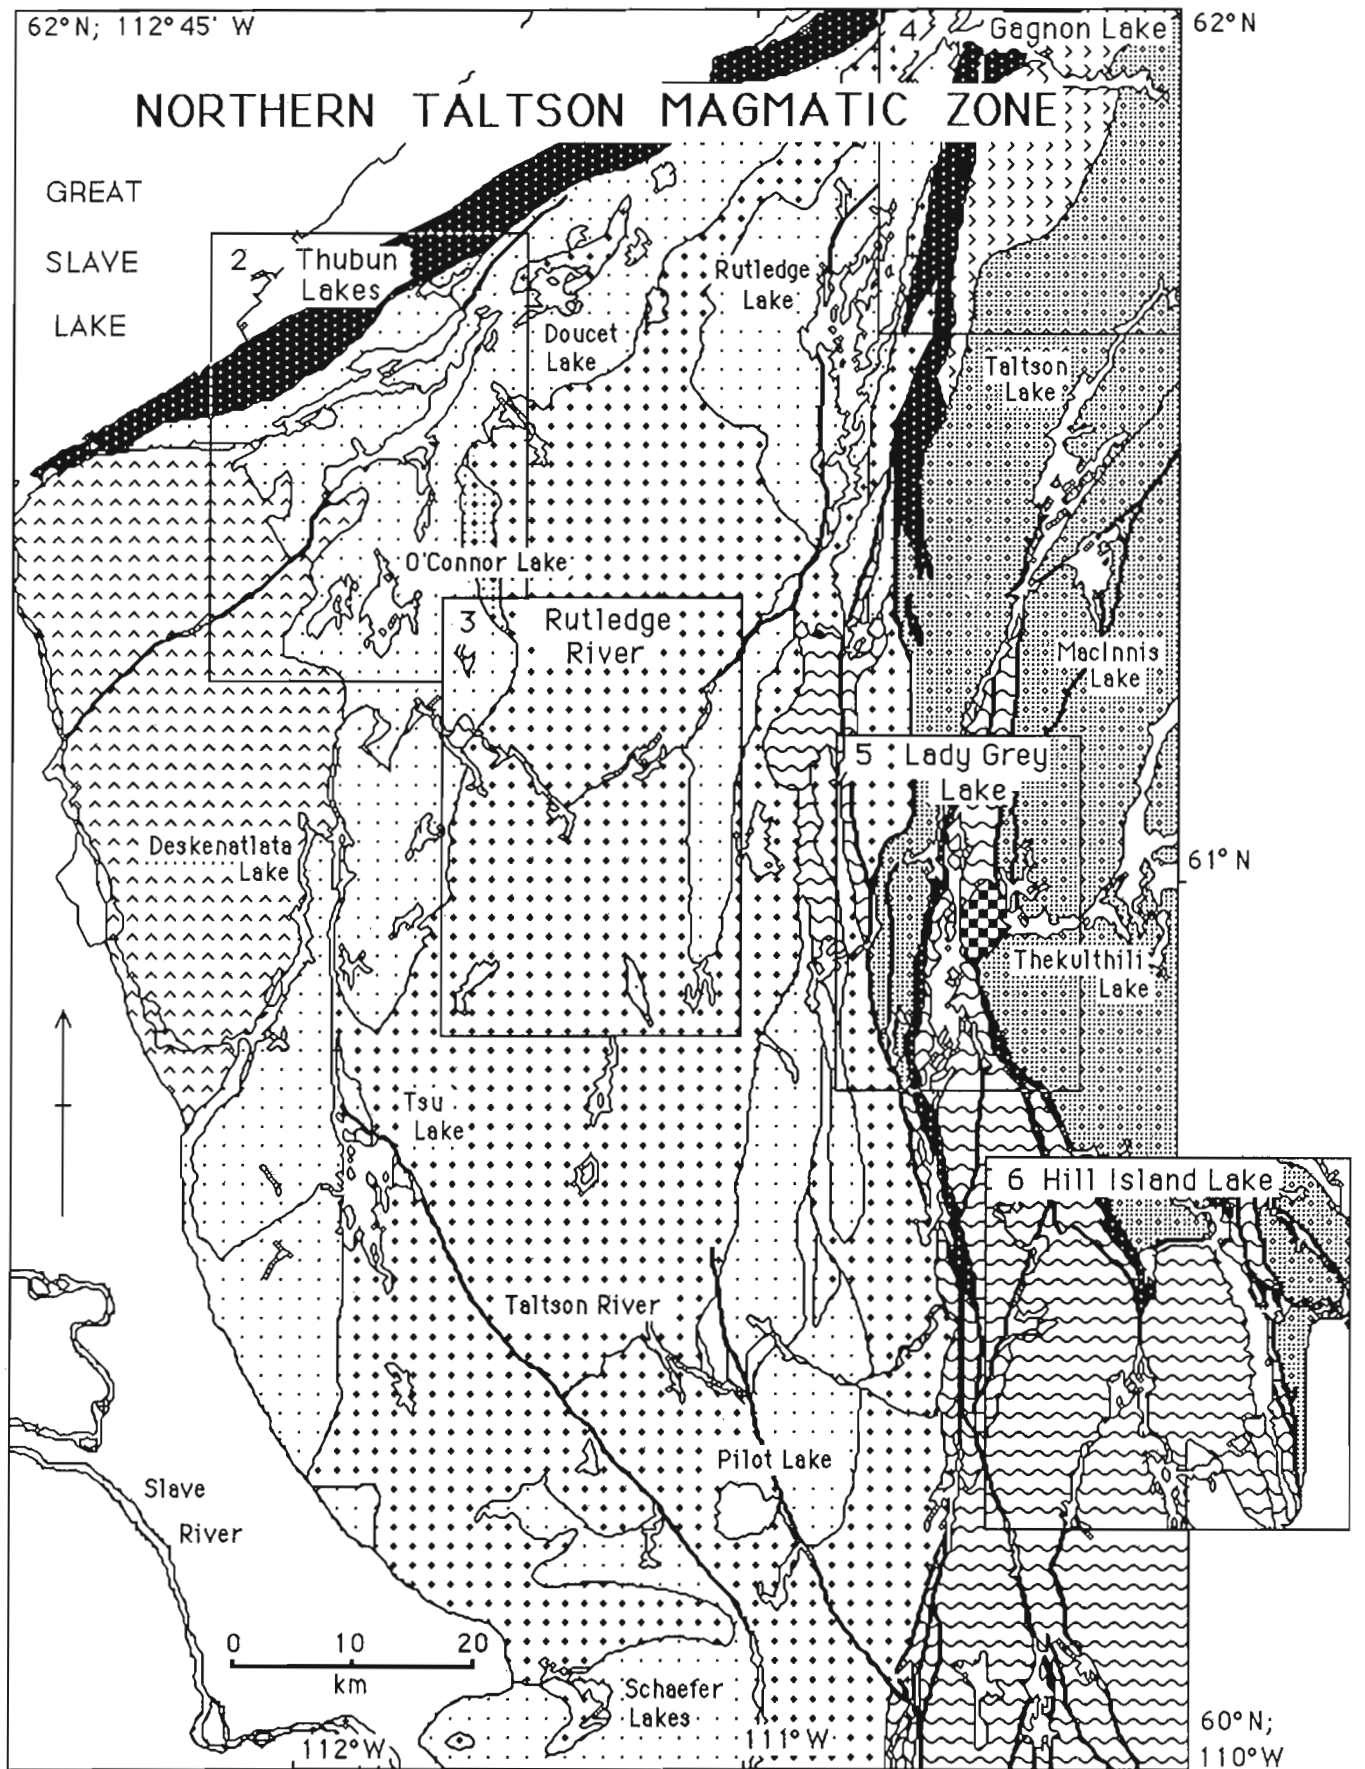 62°N; 112°45' W
4
Gagnon Lake
62°N
NORTHERN TALTSON MAGMATIC ZONE
GREAT
SLAVE
LAKE
2 Thubun
Lakes
Rutledge
Lake
Doucet
Lake
Taltson
Lake
O'Connor Lake
3 Rutledge
River
MacInnis
Lake
5 Lady Grey
Lake
Deskenatlata
Lake
61° N
Thekulthili
Lake
Tsu
Lake
6 Hill Island Lake
Taltson River
Pilot Lake
Slave
River
0 10 20
km
Schaefer
Lakes
112° W
111° W
60° N;
110° W